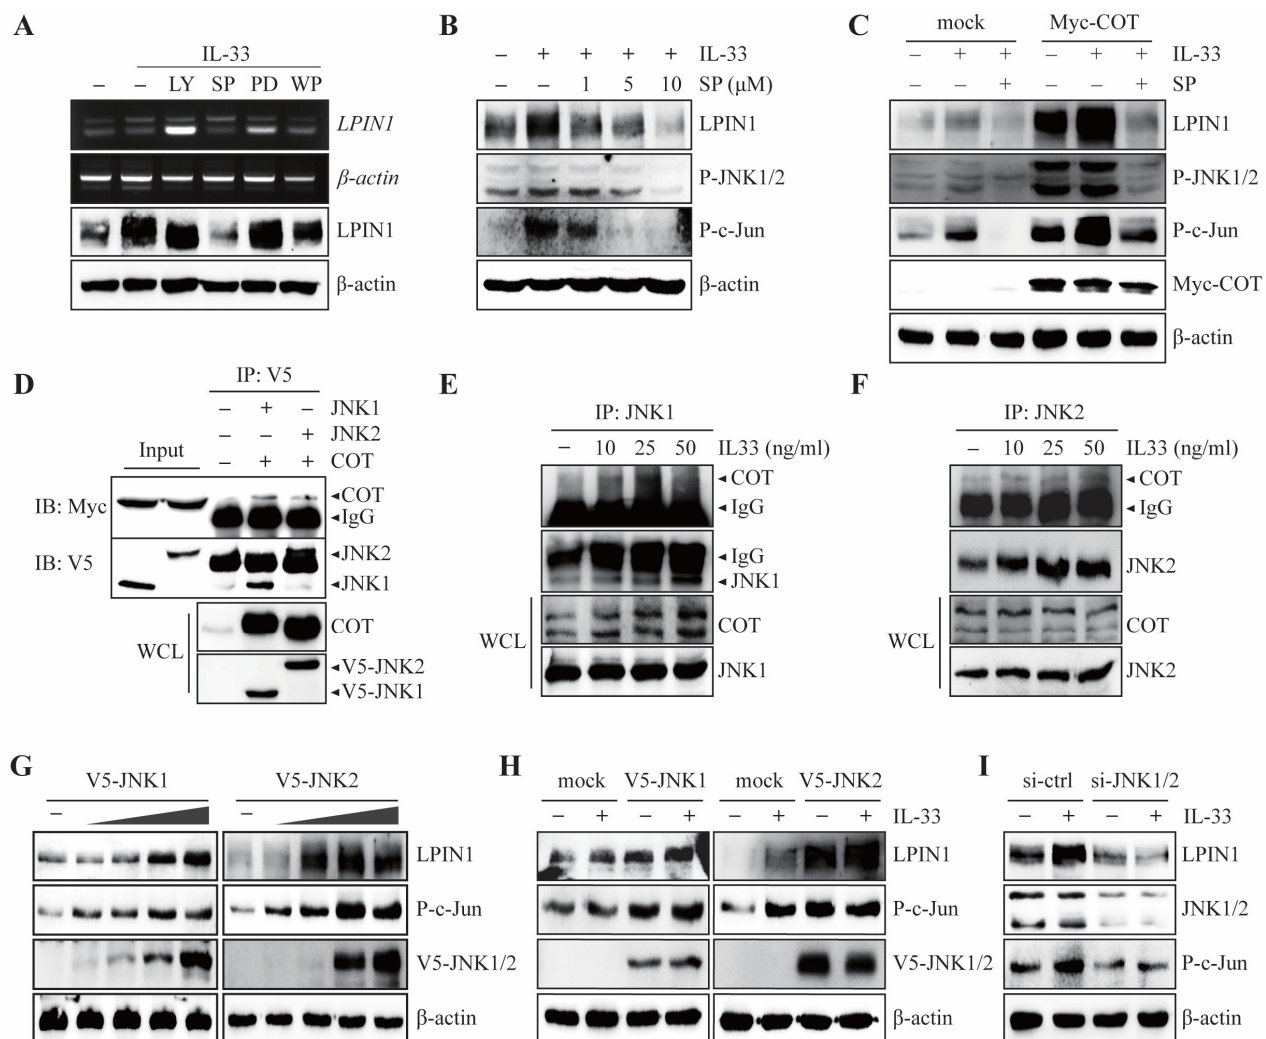 A
IL-33
– – LY SP PD WP
LPIN1
β-actin
LPIN1
β-actin
B
– + + + + IL-33
– – 1 5 10 SP (μM)
LPIN1
P-JNK1/2
P-c-Jun
β-actin
C
mock Myc-COT
– + + – + + IL-33
– – + – – + SP
LPIN1
P-JNK1/2
P-c-Jun
Myc-COT
β-actin
D
IP: V5
– + – JNK1
– – + JNK2
Input – + + COT
IB: Myc
COT
IgG
IB: V5
JNK2
JNK1
WCL
COT
V5-JNK2
V5-JNK1
E
IP: JNK1
– 10 25 50 IL33 (ng/ml)
COT
IgG
IgG
JNK1
WCL
COT
JNK1
F
IP: JNK2
– 10 25 50 IL33 (ng/ml)
COT
IgG
JNK2
WCL
COT
JNK2
G
V5-JNK1 V5-JNK2
– –
LPIN1
P-c-Jun
V5-JNK1/2
β-actin
H
mock V5-JNK1 mock V5-JNK2
– + – + – + – + IL-33
LPIN1
P-c-Jun
V5-JNK1/2
β-actin
I
si-ctrl si-JNK1/2
– + – + IL-33
LPIN1
JNK1/2
P-c-Jun
β-actin